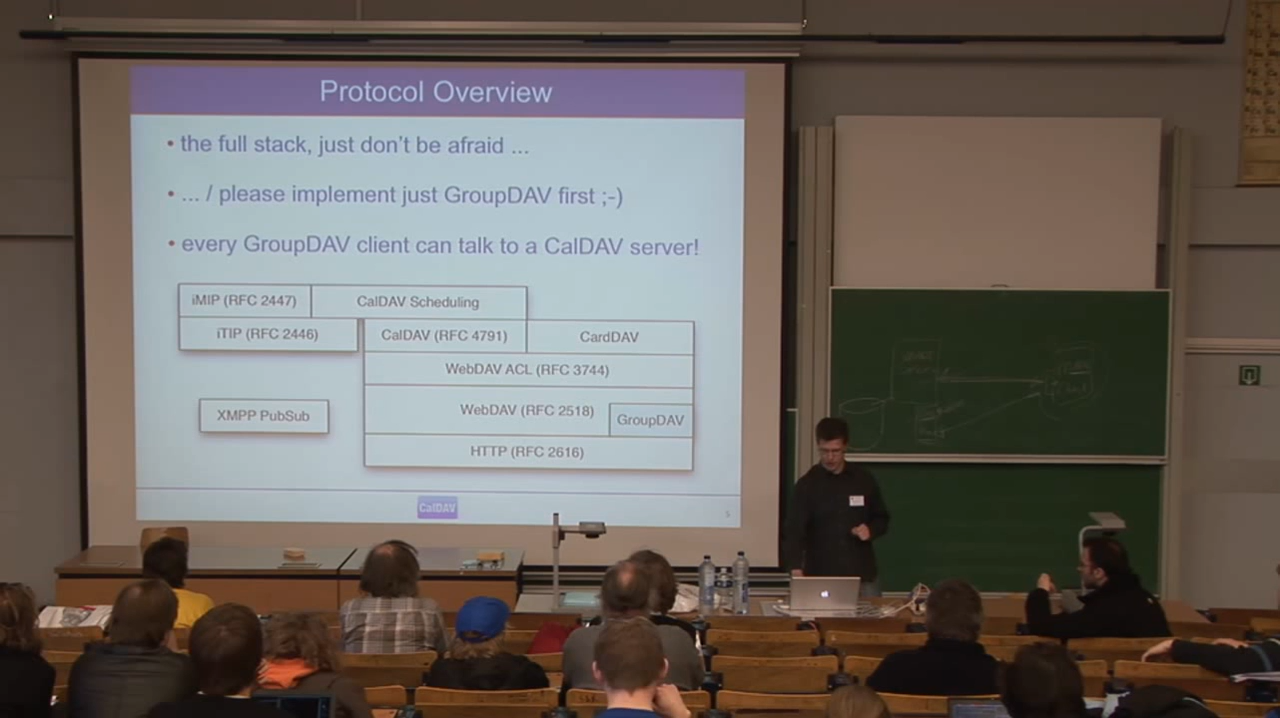 Protocol Overview
• the full stack, just don't be afraid ...
• ... / please implement just GroupDAV first ;-)
• every GroupDAV client can talk to a CalDAV server!
iMIP (RFC 2447)
CalDAV Scheduling
iTIP (RFC 2446)
CalDAV (RFC 4791)
CardDAV
WebDAV ACL (RFC 3744)
XMPP PubSub
WebDAV (RFC 2518)
GroupDAV
HTTP (RFC 2616)
CalDAV
5